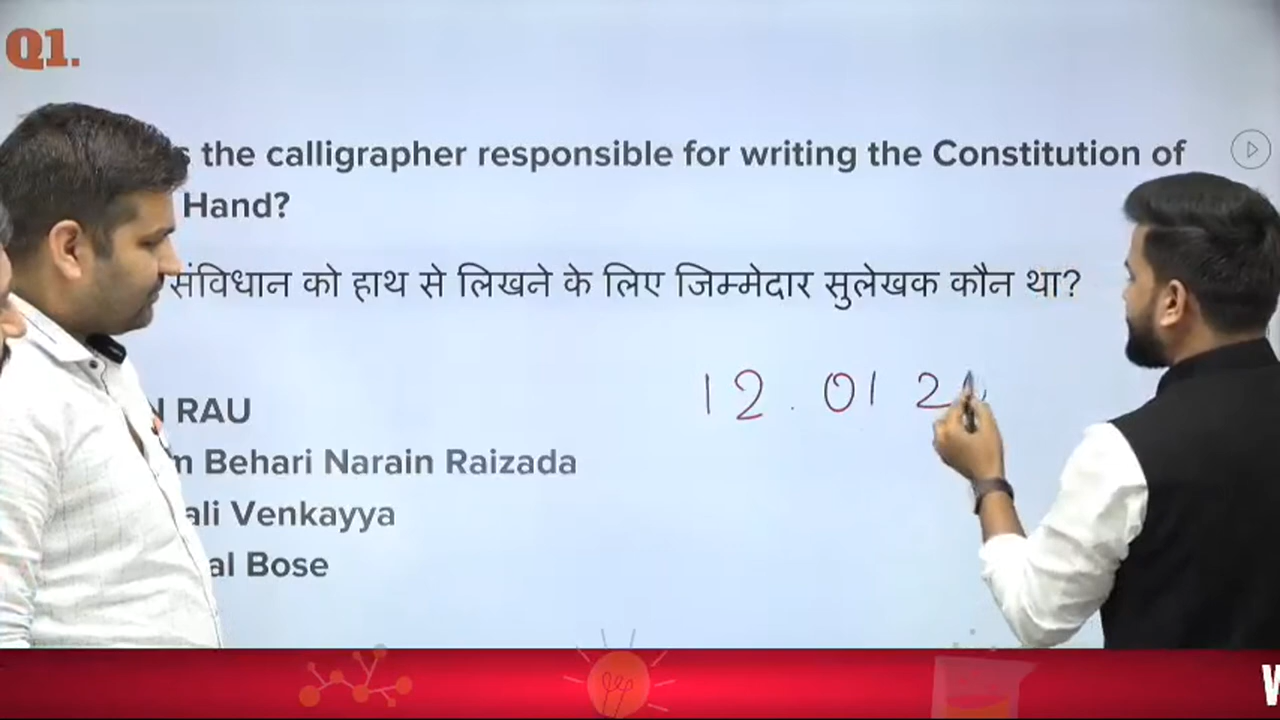 Q1.
s the calligrapher responsible for writing the Constitution of
Hand?
संविधान को हाथ से लिखने के लिए जिम्मेदार सुलेखक कौन था?
RAU
Behari Narain Raizada
ali Venkayya
al Bose
12.01 2